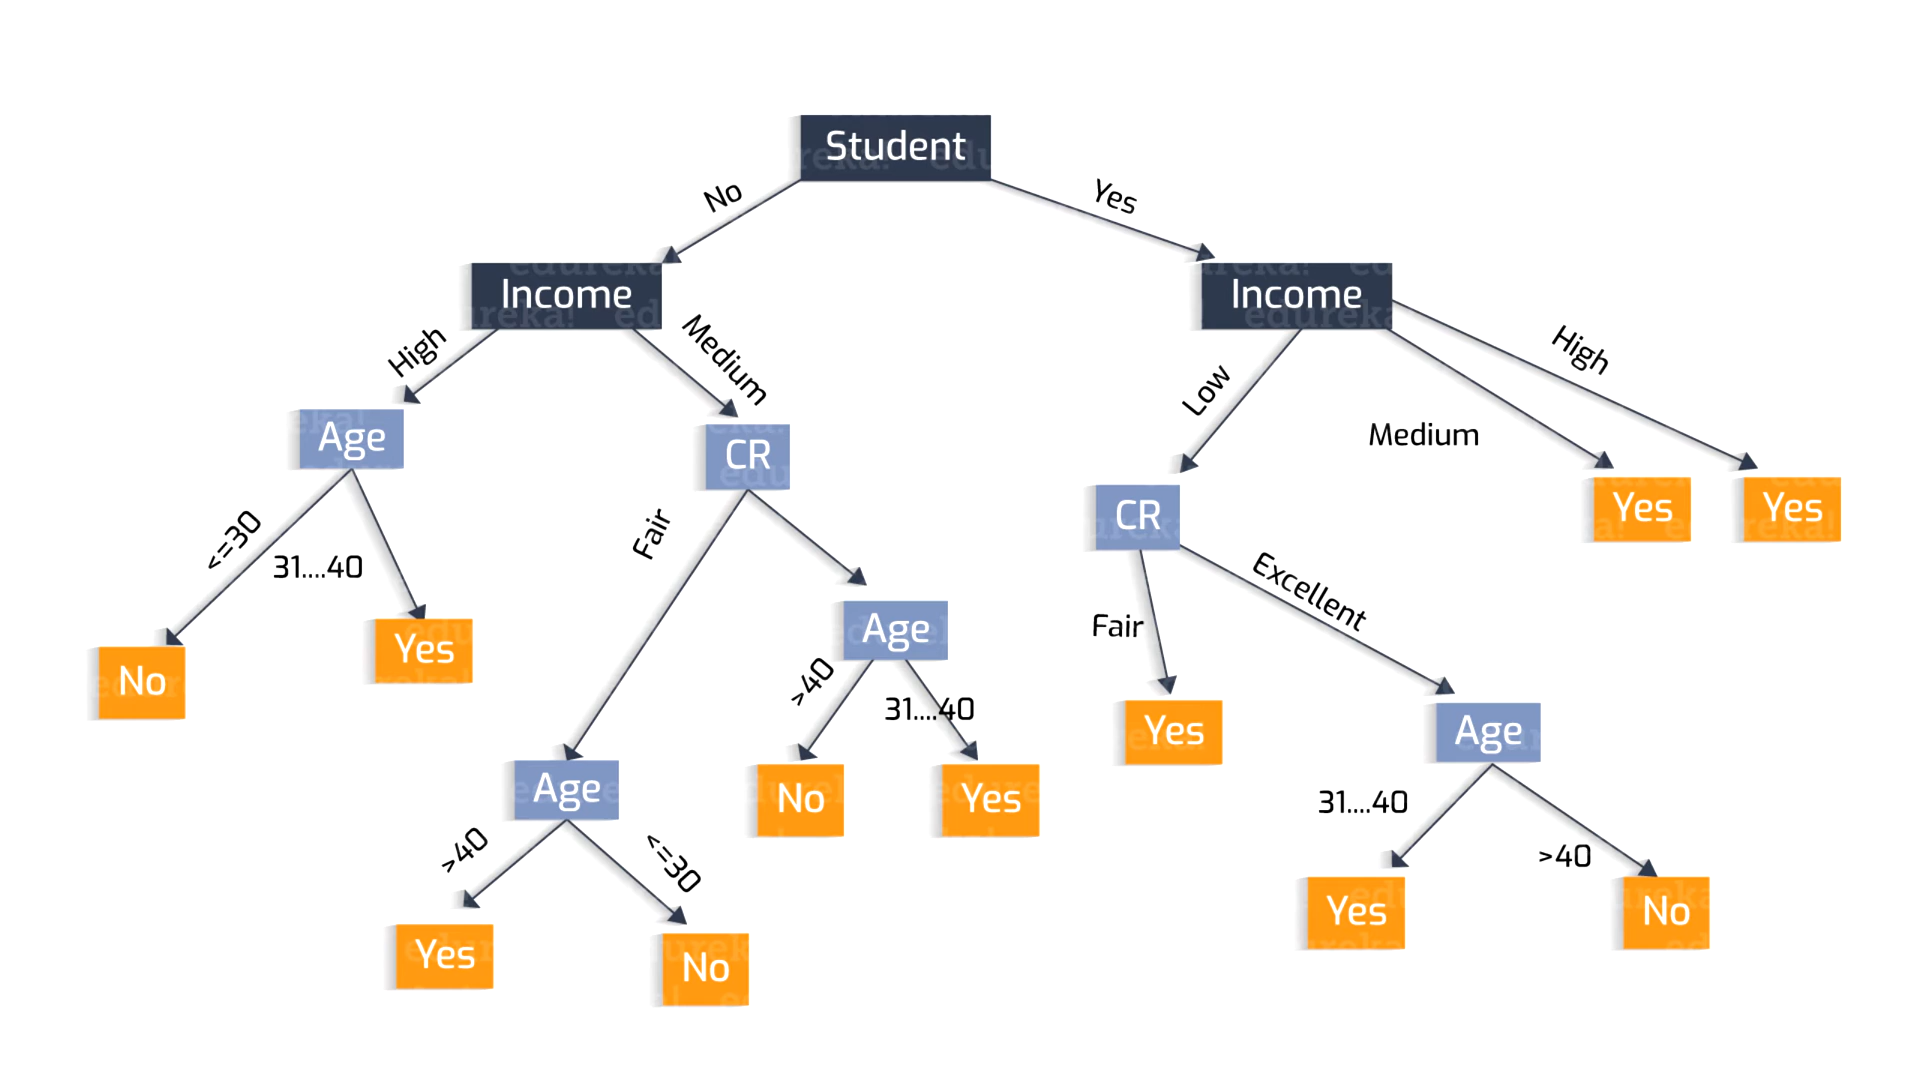 Student
No
Yes
Income
Income
High
Medium
Low
Medium
High
Age
CR
CR
Yes
Yes
<=30
31....40
Fair
Fair
Excellent
No
Yes
Age
>40
31....40
Yes
Age
Age
No
Yes
31....40
>40
>40
<=30
Yes
No
Yes
No
edureka!